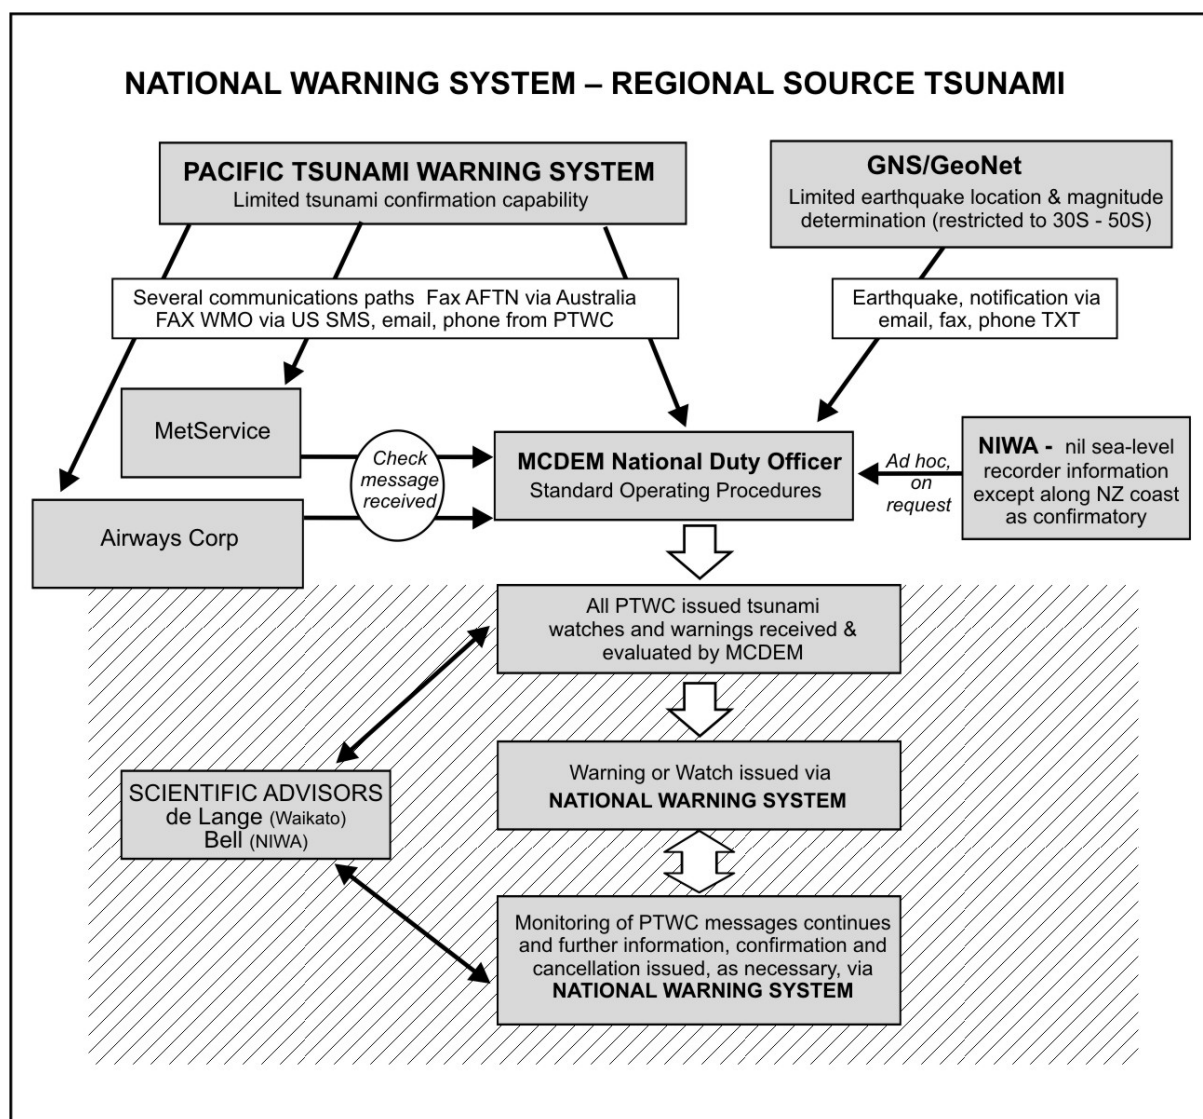 NATIONAL WARNING SYSTEM – REGIONAL SOURCE TSUNAMI
PACIFIC TSUNAMI WARNING SYSTEM
Limited tsunami confirmation capability
GNS/GeoNet
Limited earthquake location & magnitude
determination (restricted to 30S - 50S)
Several communications paths  Fax AFTN via Australia
FAX WMO via US SMS, email, phone from PTWC
Earthquake, notification via
email, fax, phone TXT
MetService
Airways Corp
Check
message
received
MCDEM National Duty Officer
Standard Operating Procedures
Ad hoc,
on
request
NIWA -  nil sea-level
recorder information
except along NZ coast
as confirmatory
All PTWC issued tsunami
watches and warnings received &
evaluated by MCDEM
SCIENTIFIC ADVISORS
de Lange (Waikato)
Bell (NIWA)
Warning or Watch issued via
NATIONAL WARNING SYSTEM
Monitoring of PTWC messages continues
and further information, confirmation and
cancellation issued, as necessary, via
NATIONAL WARNING SYSTEM